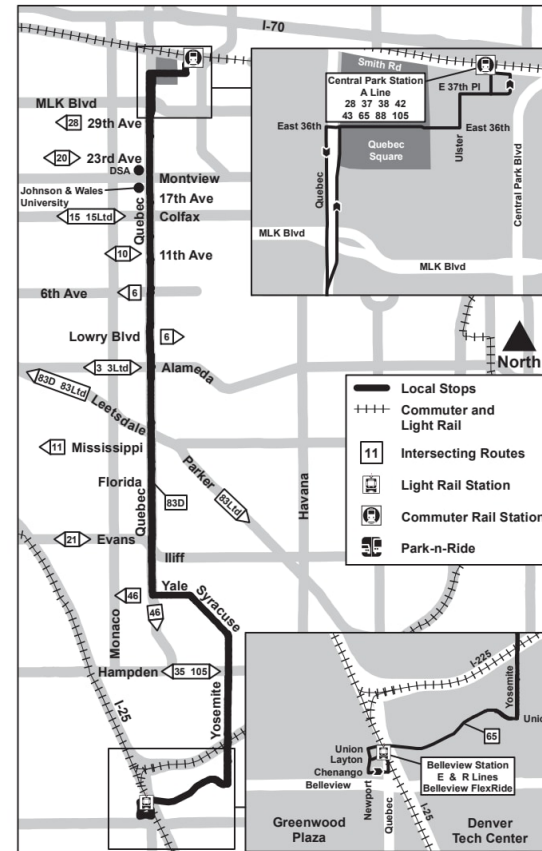 I-70
MLK Blvd
28
29th Ave
20
23rd Ave
DSA
Montview
Johnson & Wales
University
17th Ave
15 15Ltd
Colfax
Quebec
10
11th Ave
6th Ave
6
Lowry Blvd
6
3 3Ltd
Alameda
83D 83Ltd
Leetsdale
11
Mississippi
Parker
83Ltd
Havana
Florida
83D
Quebec
21
Evans
Iliff
46
Yale
Syracuse
46
Monaco
Hampden
35 105
I-25
Yosemite
Smith Rd
Central Park Station
A Line
28 37 38 42
43 65 88 105
E 37th Pl
East 36th
East 36th
Quebec
Square
Ulster
Quebec
Central Park Blvd
MLK Blvd
MLK Blvd
North
Local Stops
Commuter and
Light Rail
11
Intersecting Routes
Light Rail Station
Commuter Rail Station
Park-n-Ride
I-225
Yosemite
65
Union
Layton
Chenango
Belleview
Belleview Station
E & R Lines
Belleview FlexRide
Newport
Quebec
I-25
Greenwood
Plaza
Denver
Tech Center